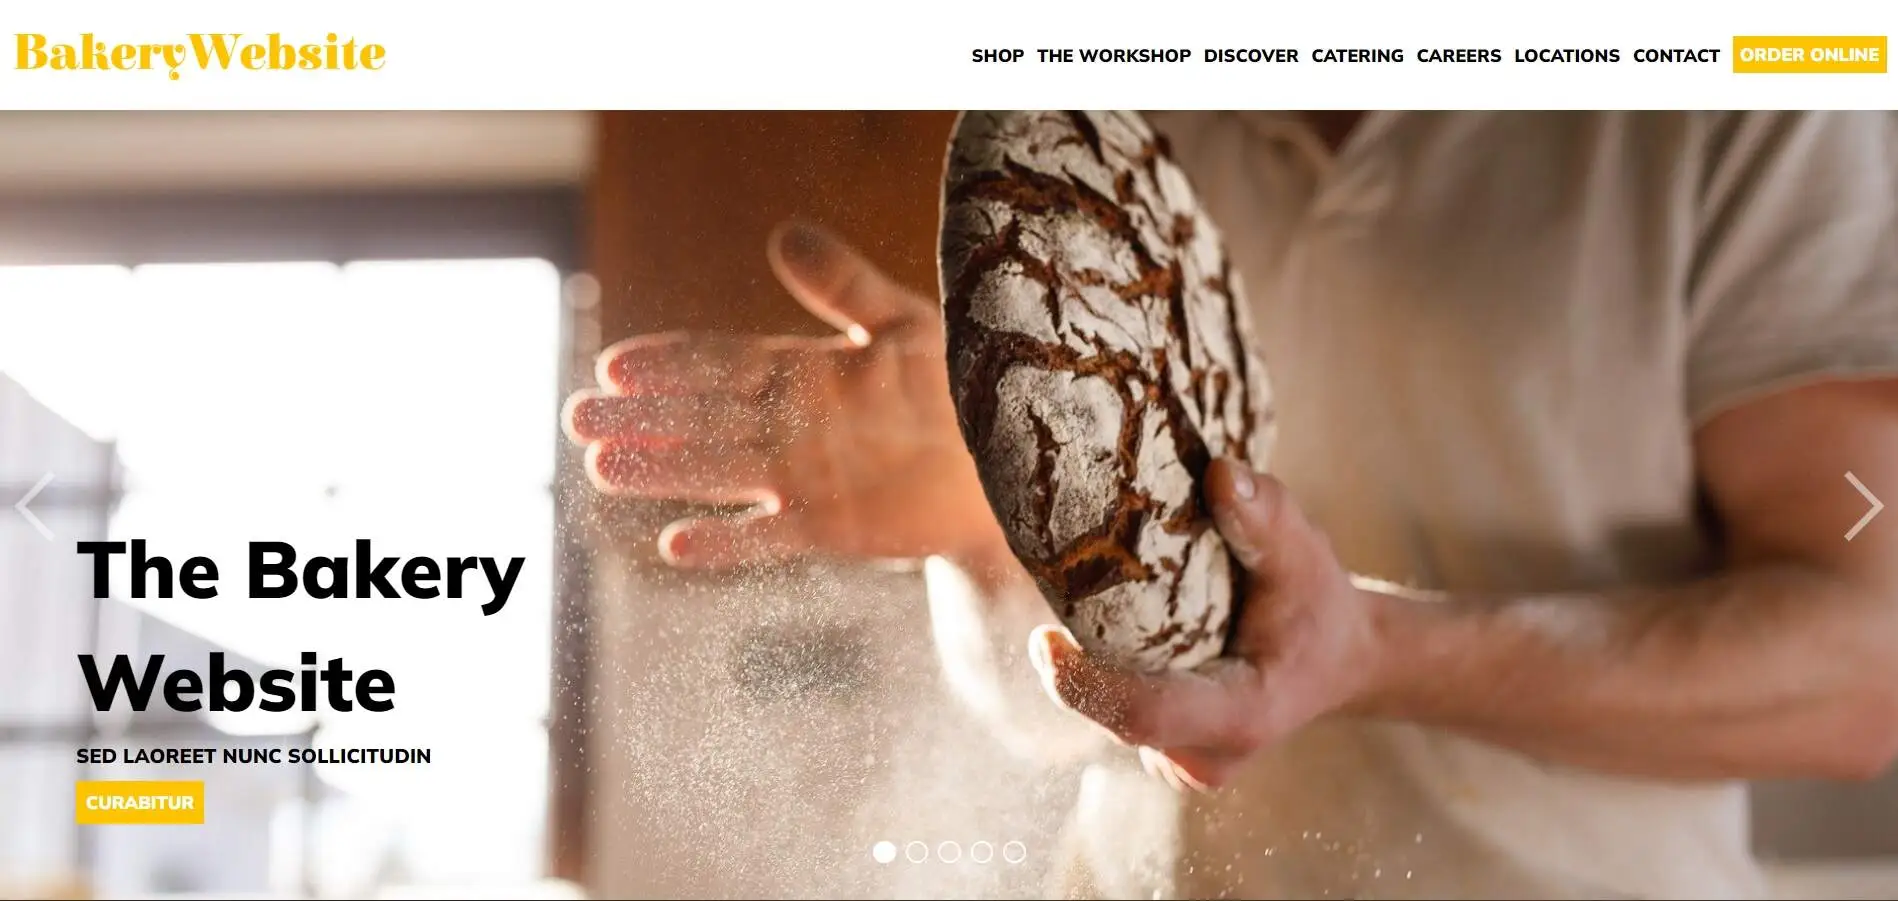 BakeryWebsite
SHOP THE WORKSHOP DISCOVER CATERING CAREERS LOCATIONS CONTACT ORDER ONLINE
The Bakery
Website
SED LAOREET NUNC SOLLICITUDIN
CURABITUR